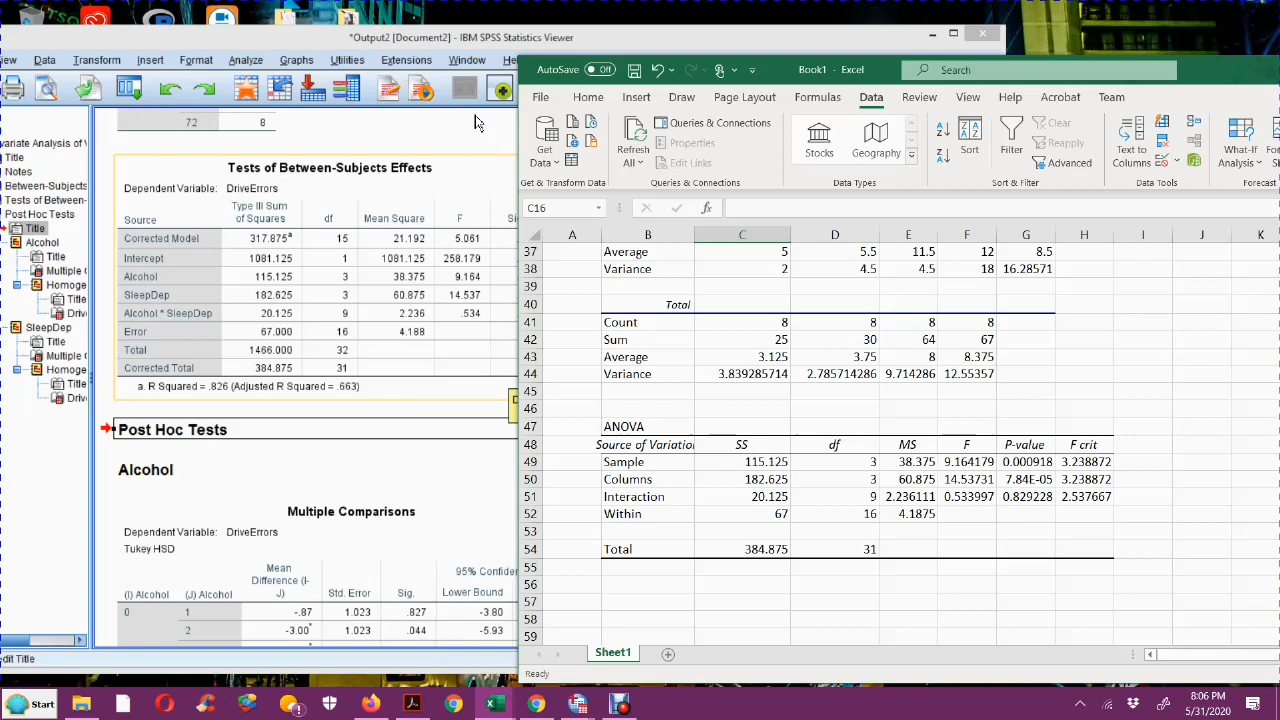 *Output2 [Document2] - IBM SPSS Statistics Viewer
Data Transform Insert Format Analyze Graphs Utilities Extensions Window
variate Analysis of
Title
Notes
Between-Subjects
Tests of Between-
Post Hoc Tests
Title
Alcohol
Title
Multiple
Homoge
Title
Drive
SleepDep
Title
Multiple
Homoge
Title
Drive
dit Title
72 8
Tests of Between-Subjects Effects
Dependent Variable: DriveErrors
Source Type III Sum of Squares df Mean Square F
Corrected Model 317.875a 15 21.192 5.061
Intercept 1081.125 1 1081.125 258.179
Alcohol 115.125 3 38.375 9.164
SleepDep 182.625 3 60.875 14.537
Alcohol * SleepDep 20.125 9 2.236 .534
Error 67.000 16 4.188
Total 1466.000 32
Corrected Total 384.875 31
a. R Squared = .826 (Adjusted R Squared = .663)
Post Hoc Tests
Alcohol
Multiple Comparisons
Dependent Variable: DriveErrors
Tukey HSD
(I) Alcohol (J) Alcohol Mean Difference (I-J) Std. Error Sig. 95% Confiden Lower Bound
0 1 -.87 1.023 .827 -3.80
2 -3.00* 1.023 .044 -5.93
AutoSave Off Book1 - Excel Search
File Home Insert Draw Page Layout Formulas Data Review View Help Acrobat Team
Get Data Refresh All Queries & Connections Properties Edit Links Stocks Geography Sort Filter Clear Reapply Advanced Text to Columns What-If Analysis
Get & Transform Data Queries & Connections Data Types Sort & Filter Data Tools Forecast
C16 fx
A B C D E F G H I J K
37 Average 5 5.5 11.5 12 8.5
38 Variance 2 4.5 4.5 18 16.28571
39
40 Total
41 Count 8 8 8 8
42 Sum 25 30 64 67
43 Average 3.125 3.75 8 8.375
44 Variance 3.839285714 2.785714286 9.714286 12.55357
45
46
47 ANOVA
48 Source of Variation SS df MS F P-value F crit
49 Sample 115.125 3 38.375 9.164179 0.000918 3.238872
50 Columns 182.625 3 60.875 14.53731 7.84E-05 3.238872
51 Interaction 20.125 9 2.236111 0.533997 0.829228 2.537667
52 Within 67 16 4.1875
53
54 Total 384.875 31
55
56
57
58
59
Sheet1
Ready
Start
8:06 PM
5/31/2020